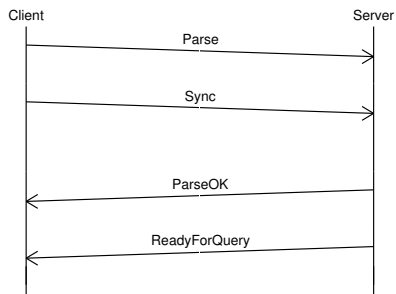 Client Server
Parse
Sync
ParseOK
ReadyForQuery